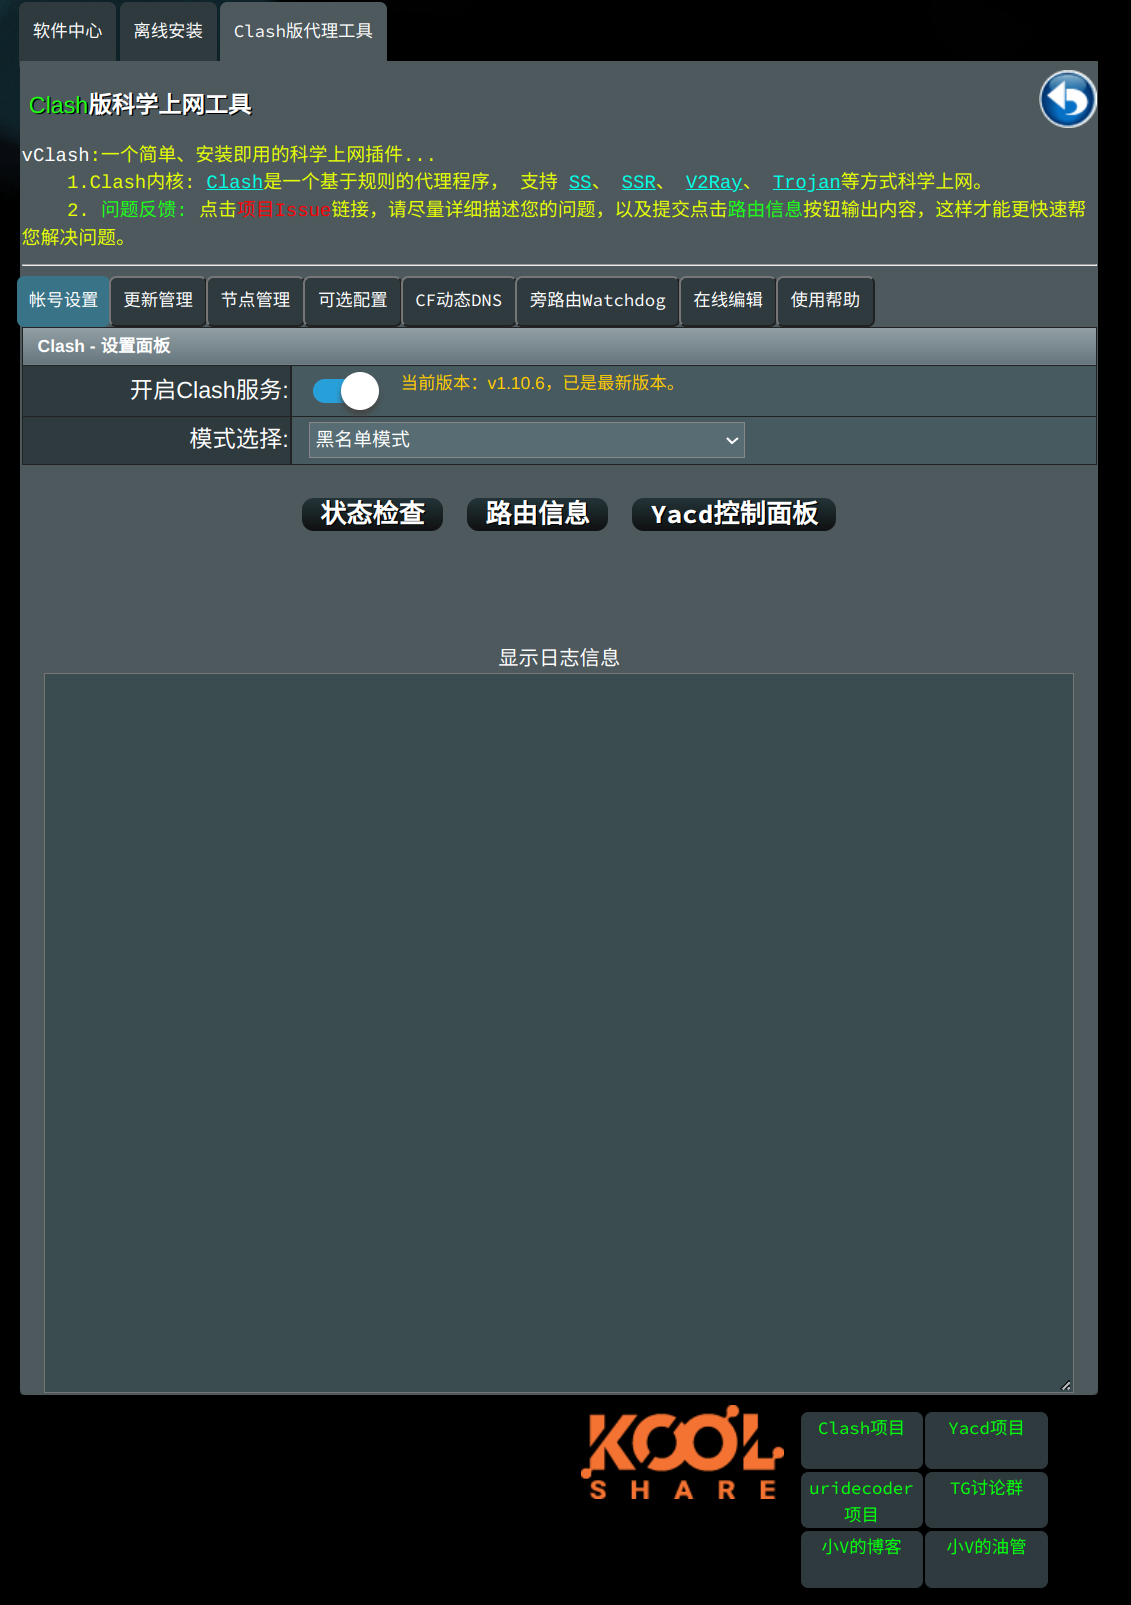 软件中心 离线安装 Clash版代理工具
Clash版科学上网工具
vClash:一个简单、安装即用的科学上网插件...
1.Clash内核: Clash是一个基于规则的代理程序, 支持 SS、 SSR、 V2Ray、 Trojan等方式科学上网。
2. 问题反馈: 点击项目Issue链接，请尽量详细描述您的问题，以及提交点击路由信息按钮输出内容，这样才能更快速帮
您解决问题。
帐号设置 更新管理 节点管理 可选配置 CF动态DNS 旁路由Watchdog 在线编辑 使用帮助
Clash - 设置面板
开启Clash服务: 当前版本：v1.10.6，已是最新版本。
模式选择: 黑名单模式
状态检查 路由信息 Yacd控制面板
显示日志信息
KOOL
SHARE
Clash项目 Yacd项目
uridecoder
项目
TG讨论群
小V的博客 小V的油管